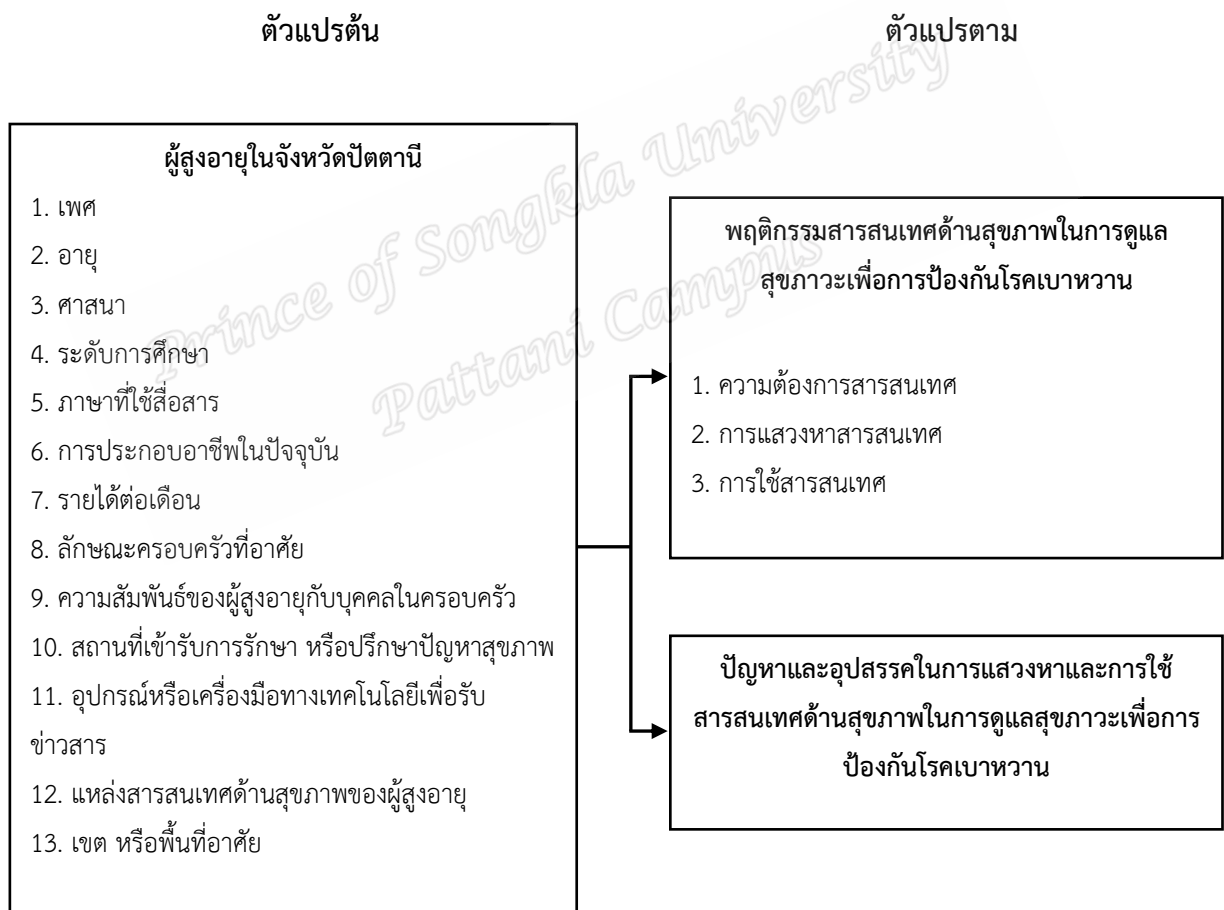 ตัวแปรต้น
ตัวแปรตาม
ผู้สูงอายุในจังหวัดปัตตานี
1. เพศ
2. อายุ
3. ศาสนา
4. ระดับการศึกษา
5. ภาษาที่ใช้สื่อสาร
6. การประกอบอาชีพในปัจจุบัน
7. รายได้ต่อเดือน
8. ลักษณะครอบครัวที่อาศัย
9. ความสัมพันธ์ของผู้สูงอายุกับบุคคลในครอบครัว
10. สถานที่เข้ารับการรักษา หรือปรึกษาปัญหาสุขภาพ
11. อุปกรณ์หรือเครื่องมือทางเทคโนโลยีเพื่อรับ
ข่าวสาร
12. แหล่งสารสนเทศด้านสุขภาพของผู้สูงอายุ
13. เขต หรือพื้นที่อาศัย
พฤติกรรมสารสนเทศด้านสุขภาพในการดูแล
สุขภาวะเพื่อการป้องกันโรคเบาหวาน
1. ความต้องการสารสนเทศ
2. การแสวงหาสารสนเทศ
3. การใช้สารสนเทศ
ปัญหาและอุปสรรคในการแสวงหาและการใช้
สารสนเทศด้านสุขภาพในการดูแลสุขภาวะเพื่อการ
ป้องกันโรคเบาหวาน
Prince of Songkla University
Pattani Campus